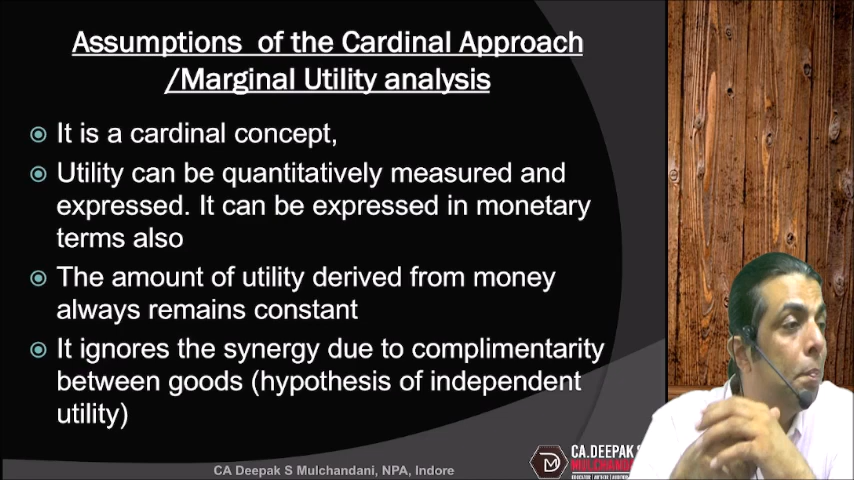 Assumptions of the Cardinal Approach
/Marginal Utility analysis
It is a cardinal concept,
Utility can be quantitatively measured and
expressed. It can be expressed in monetary
terms also
The amount of utility derived from money
always remains constant
It ignores the synergy due to complimentarity
between goods (hypothesis of independent
utility)
CA Deepak S Mulchandani, NPA, Indore
CA.DEEPAK S